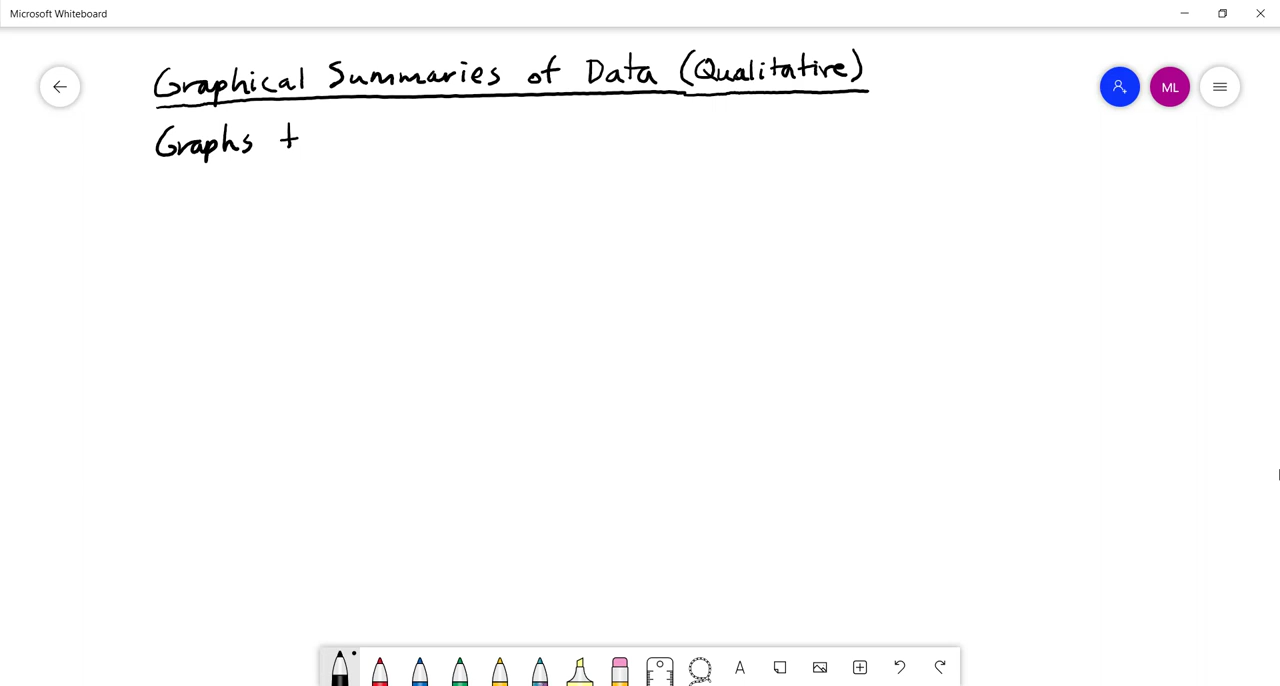 Microsoft Whiteboard
Graphical Summaries of Data (Qualitative)
ML
Graphs +
A